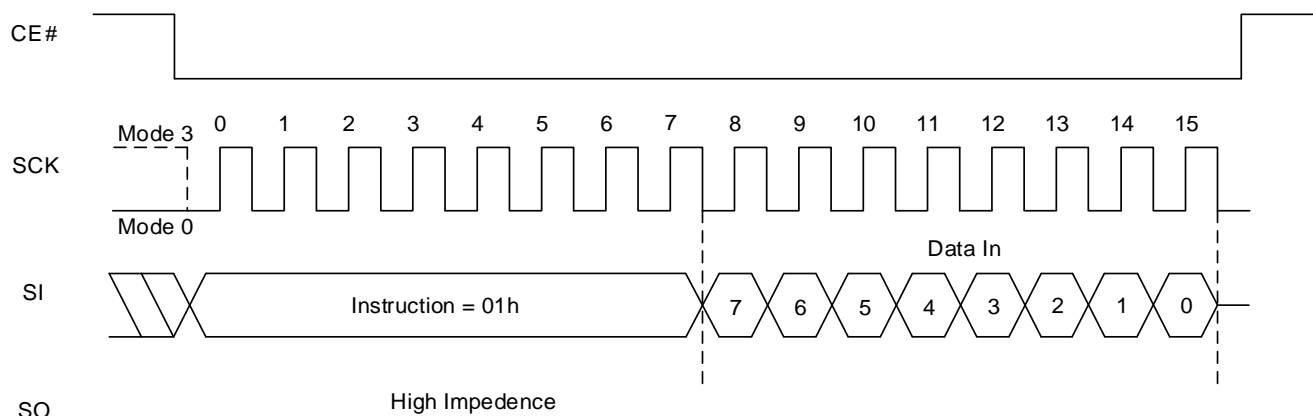 CE#
Mode 3
0 1 2 3 4 5 6 7 8 9 10 11 12 13 14 15
SCK
Mode 0
Data In
SI
Instruction = 01h
7 6 5 4 3 2 1 0
High Impedence
SO